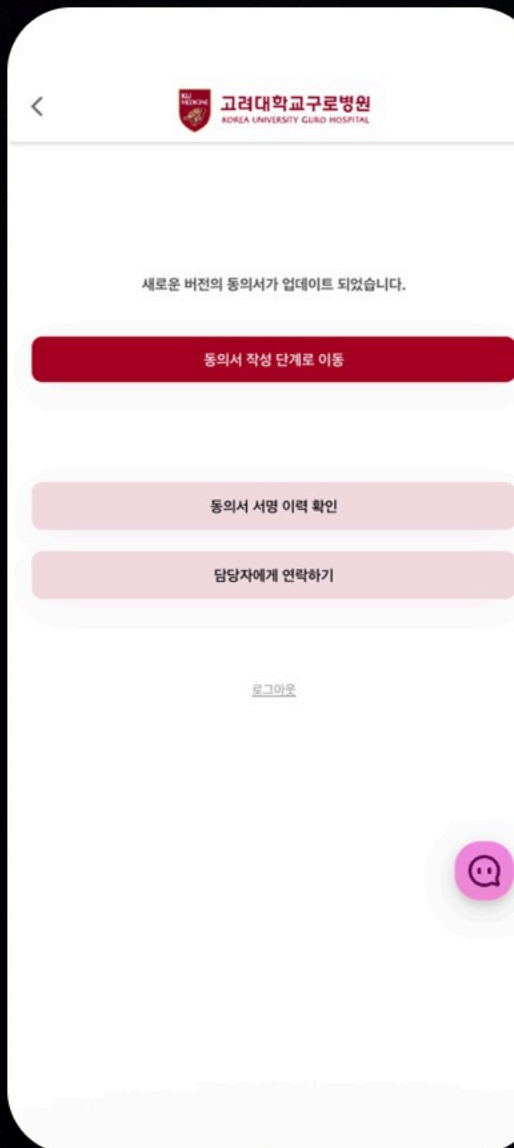 KU
MEDICINE
고려대학교구로병원
KOREA UNIVERSITY GURO HOSPITAL
새로운 버전의 동의서가 업데이트 되었습니다.
동의서 작성 단계로 이동
동의서 서명 이력 확인
담당자에게 연락하기
로그아웃